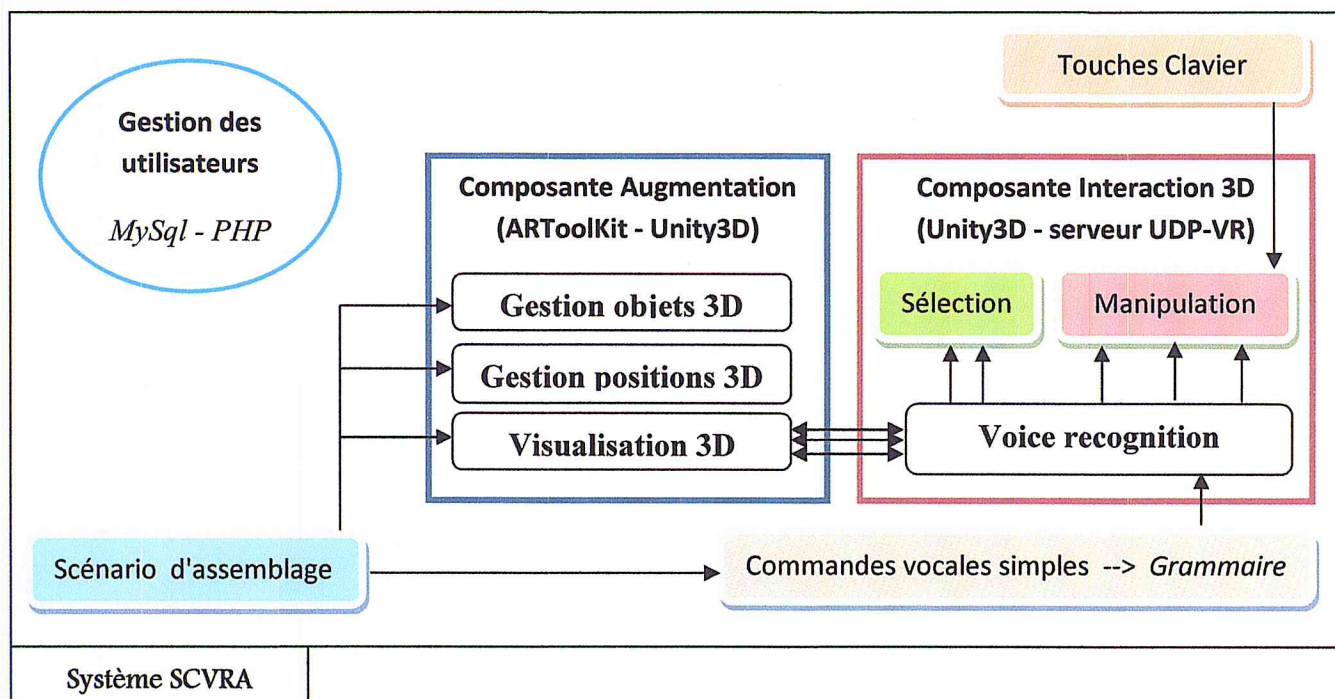 Touches Clavier
Gestion des
utilisateurs
MySql - PHP
Composante Augmentation
(ARToolKit - Unity3D)
Gestion objets 3D
Gestion positions 3D
Visualisation 3D
Composante Interaction 3D
(Unity3D - serveur UDP-VR)
Sélection
Manipulation
Voice recognition
Scénario d'assemblage
Commandes vocales simples --> Grammaire
Système SCVRA